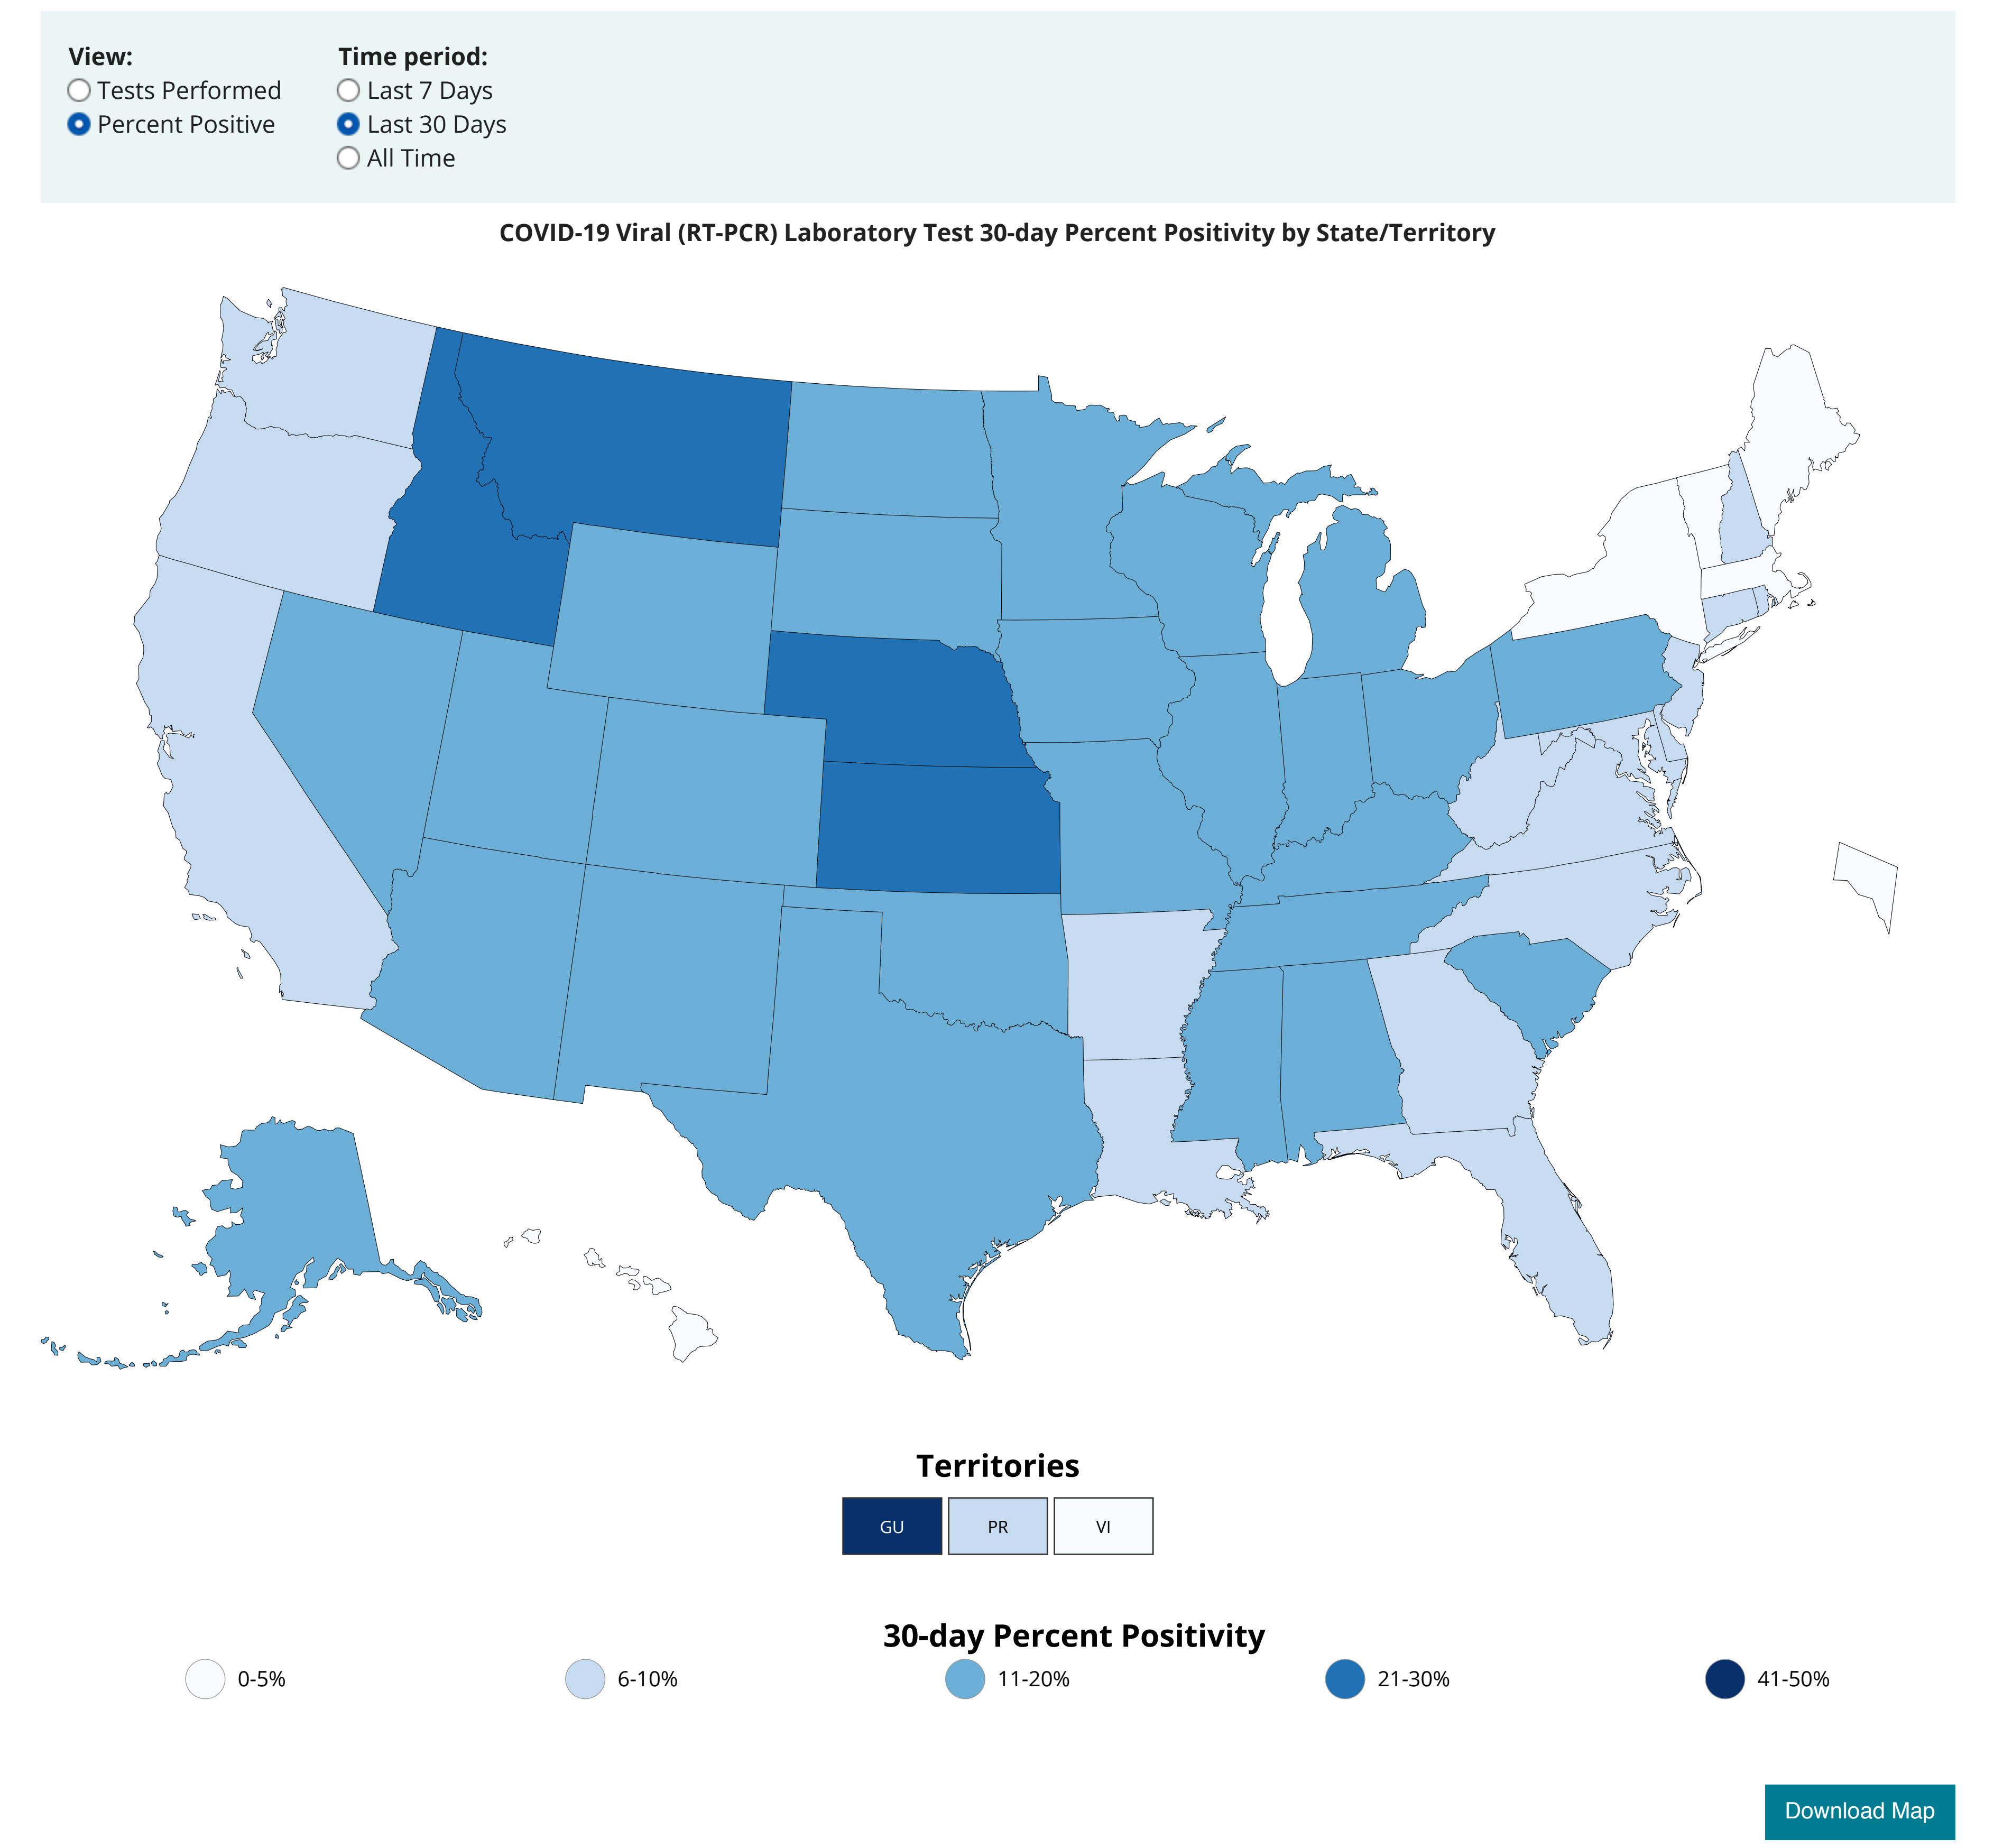 View:
Tests Performed
Percent Positive
Time period:
Last 7 Days
Last 30 Days
All Time
COVID-19 Viral (RT-PCR) Laboratory Test 30-day Percent Positivity by State/Territory
Territories
GU PR VI
30-day Percent Positivity
0-5% 6-10% 11-20% 21-30% 41-50%
Download Map